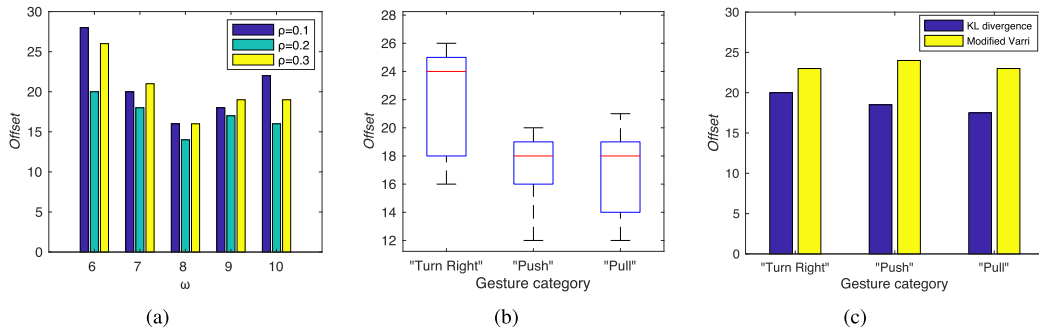 30
25
20
15
10
5
0
Offset
ρ=0.1
ρ=0.2
ρ=0.3
6 7 8 9 10
ω
(a)
26
24
22
20
18
16
14
12
Offset
"Turn Right" "Push" "Pull"
Gesture category
(b)
30
25
20
15
10
5
0
Offset
KL divergence
Modified Varri
"Turn Right" "Push" "Pull"
Gesture category
(c)